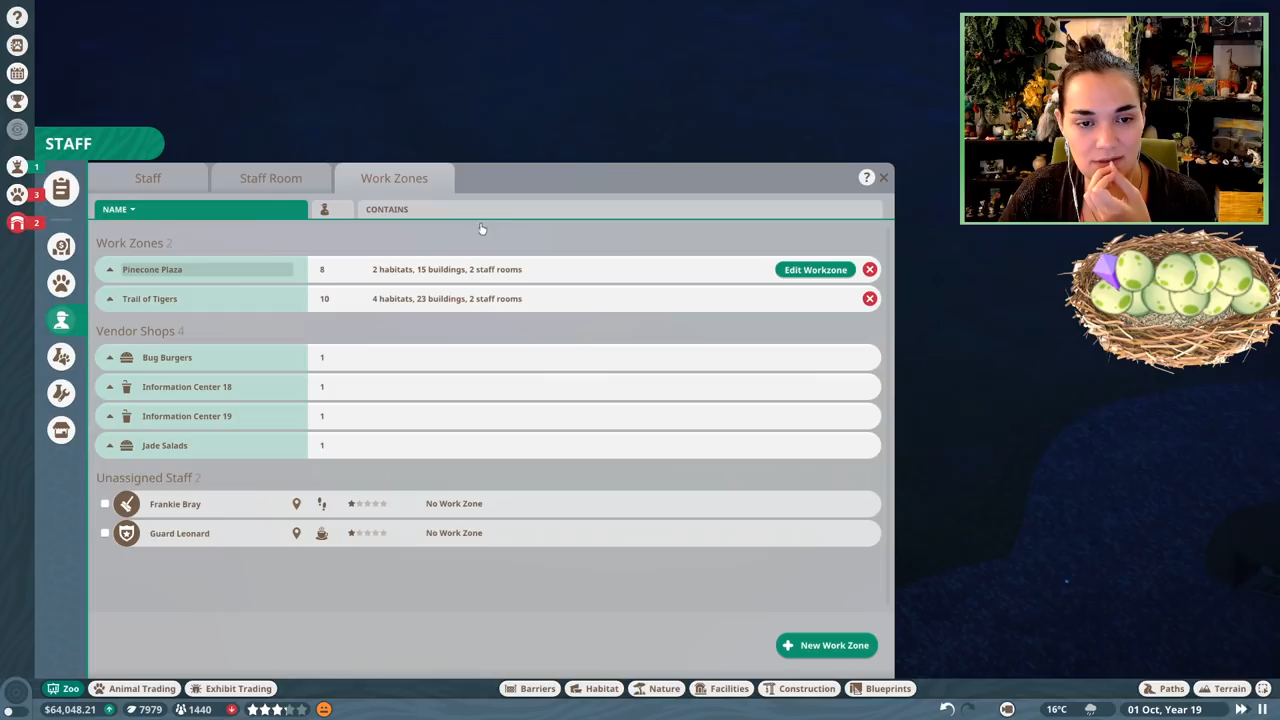 STAFF
1
3
2
Staff
Staff Room
Work Zones
?
NAME
CONTAINS
Work Zones 2
Pinecone Plaza 8 2 habitats, 15 buildings, 2 staff rooms Edit Workzone
Trail of Tigers 10 4 habitats, 23 buildings, 2 staff rooms
Vendor Shops 4
Bug Burgers 1
Information Center 18 1
Information Center 19 1
Jade Salads 1
Unassigned Staff 2
Frankie Bray No Work Zone
Guard Leonard No Work Zone
+ New Work Zone
Zoo Animal Trading Exhibit Trading Barriers Habitat Nature Facilities Construction Blueprints Paths Terrain
$64,048.21 7979 1440 16°C 01 Oct, Year 19